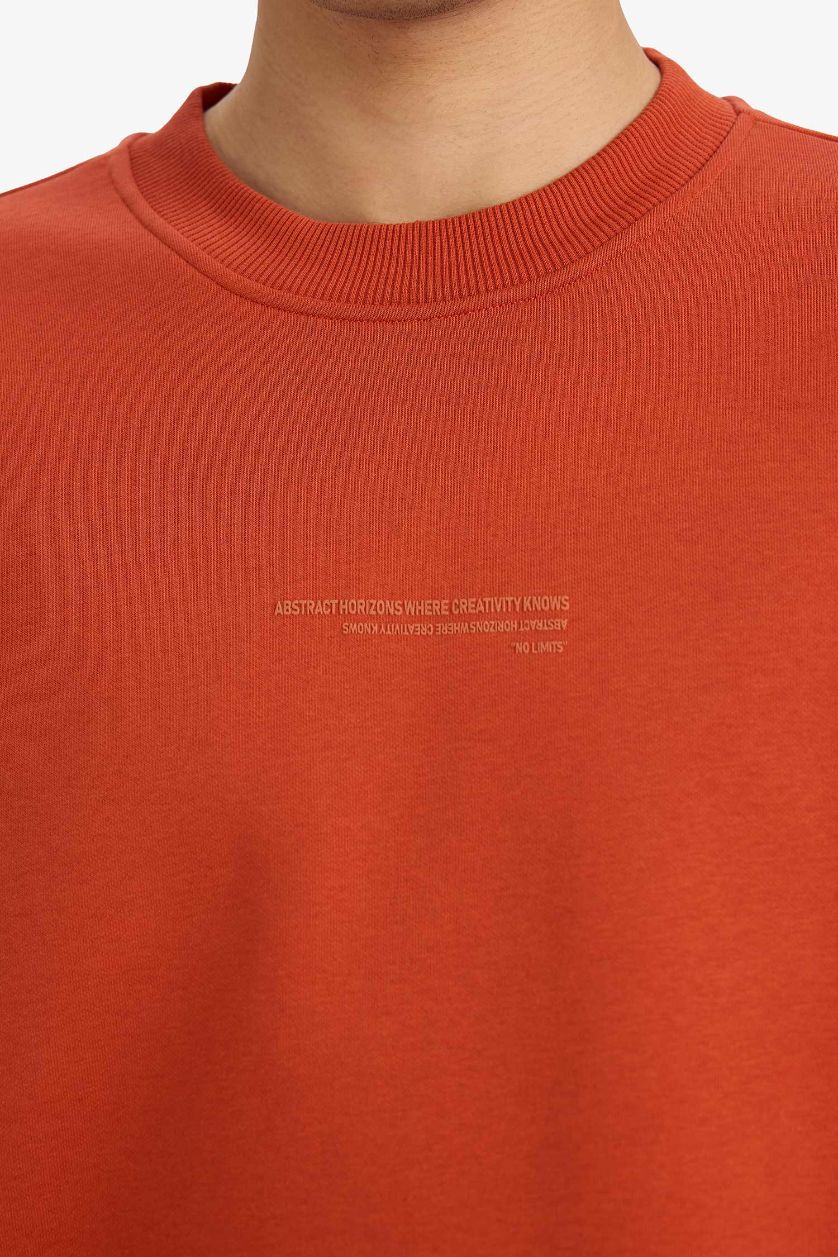 ABSTRACT HORIZONS WHERE CREATIVITY KNOWS
ABSTRACT HORIZONS WHERE CREATIVITY KNOWS
"NO LIMITS"